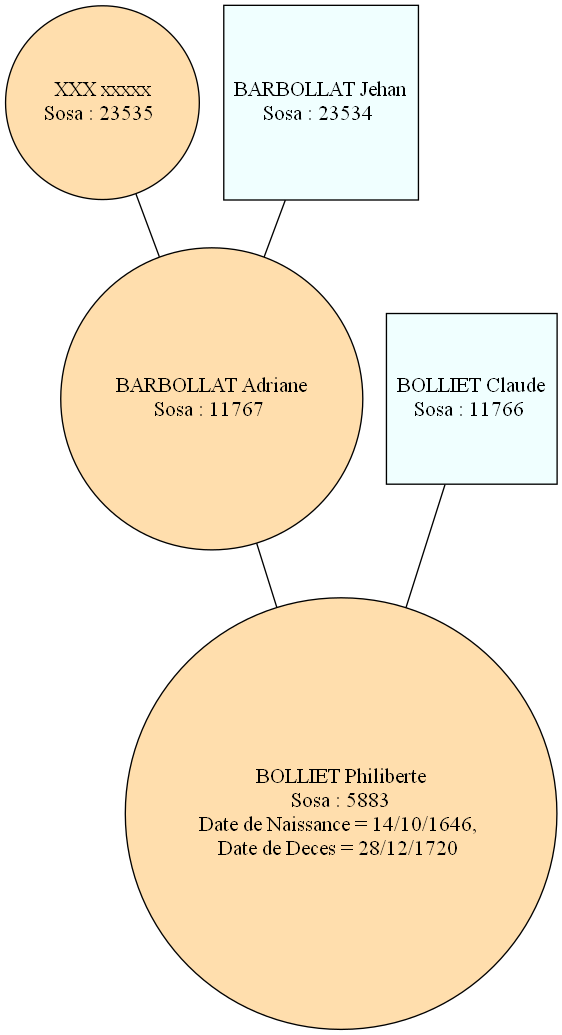 XXX xxxxx
Sosa : 23535
BARBOLLAT Jehan
Sosa : 23534
BARBOLLAT Adriane
Sosa : 11767
BOLLIET Claude
Sosa : 11766
BOLLIET Philiberte
Sosa : 5883
Date de Naissance = 14/10/1646,
Date de Deces = 28/12/1720